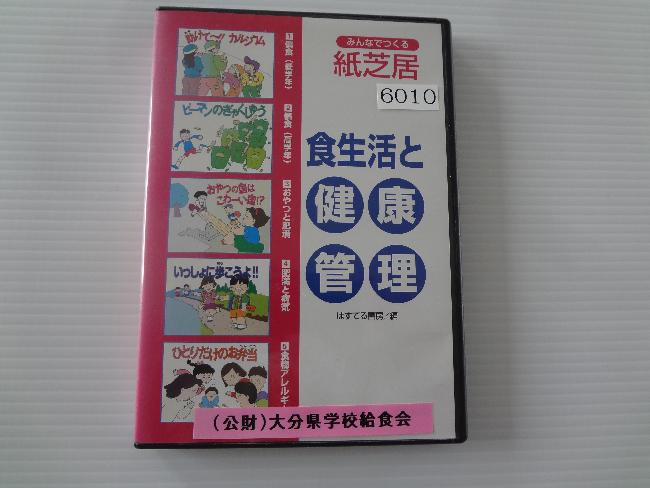 みんなでつくる
紙芝居
6010
食生活と
健康
管理
はすてる書房/編
助けて〜!! カルシウム
1 偏食(低学年)
ピーマンのぎゃくしゅう
2 偏食(高学年)
おやつの国は
こわーい国!?
3 おやつと肥満
いっしょに歩こうよ!!
4 肥満と病気
ひとりだけのお弁当
5 食物アレルギー
(公財)大分県学校給食会